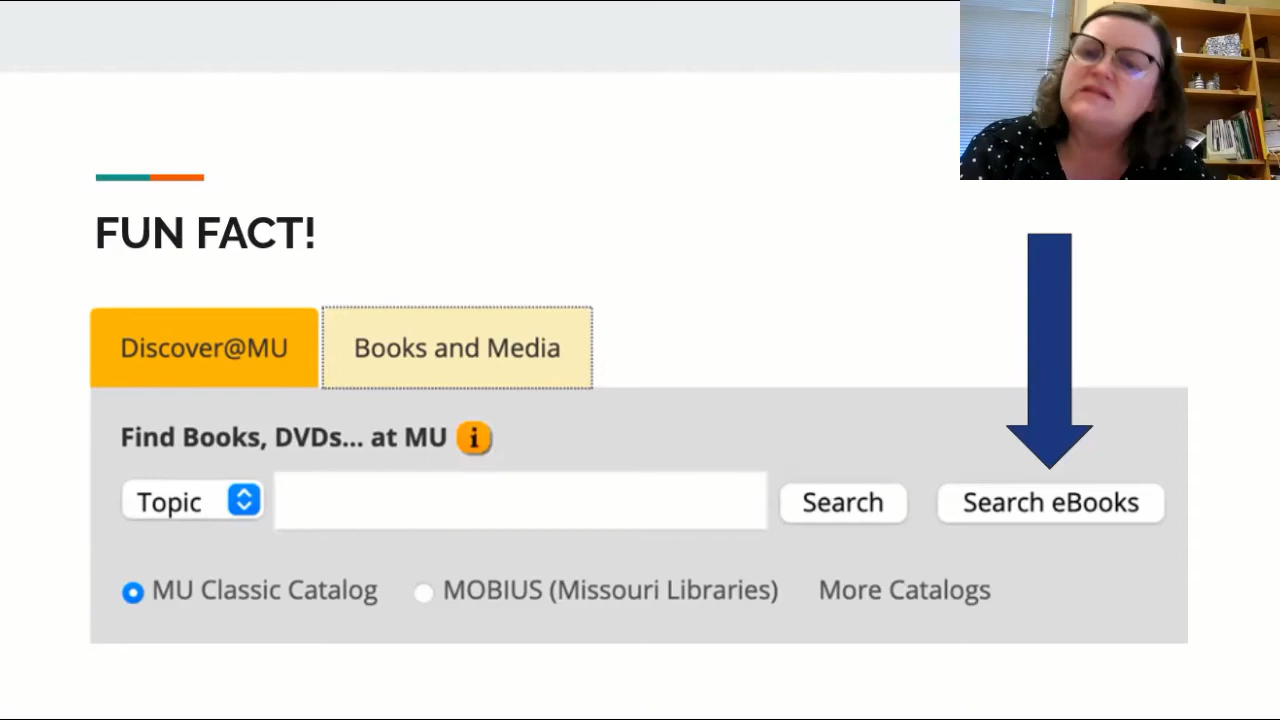 FUN FACT!
Discover@MU
Books and Media
Find Books, DVDs... at MU i
Topic
Search
Search eBooks
MU Classic Catalog
MOBIUS (Missouri Libraries)
More Catalogs